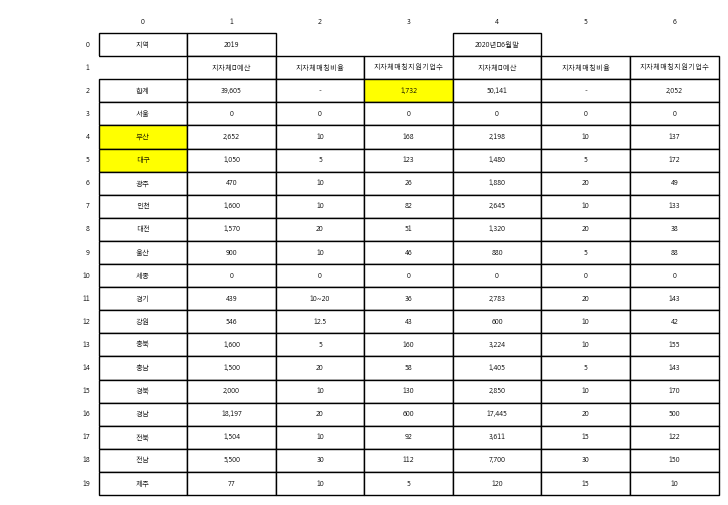 0 1 2 3 4 5 6
0 지역 2019 2020년□6월말
1 지자체□예산 지자체매칭비율 지자체매칭지원기업수 지자체□예산 지자체매칭비율 지자체매칭지원기업수
2 합계 39,605 - 1,732 50,141 - 2,052
3 서울 0 0 0 0 0 0
4 부산 2,652 10 168 2,198 10 137
5 대구 1,050 5 123 1,480 5 172
6 광주 470 10 26 1,880 20 49
7 인천 1,600 10 82 2,645 10 133
8 대전 1,570 20 51 1,320 20 38
9 울산 900 10 46 880 5 88
10 세종 0 0 0 0 0 0
11 경기 439 10~20 36 2,783 20 143
12 강원 546 12.5 43 600 10 42
13 충북 1,600 5 160 3,224 10 155
14 충남 1,500 20 58 1,405 5 143
15 경북 2,000 10 130 2,850 10 170
16 경남 18,197 20 600 17,445 20 500
17 전북 1,504 10 92 3,611 15 122
18 전남 5,500 30 112 7,700 30 150
19 제주 77 10 5 120 15 10